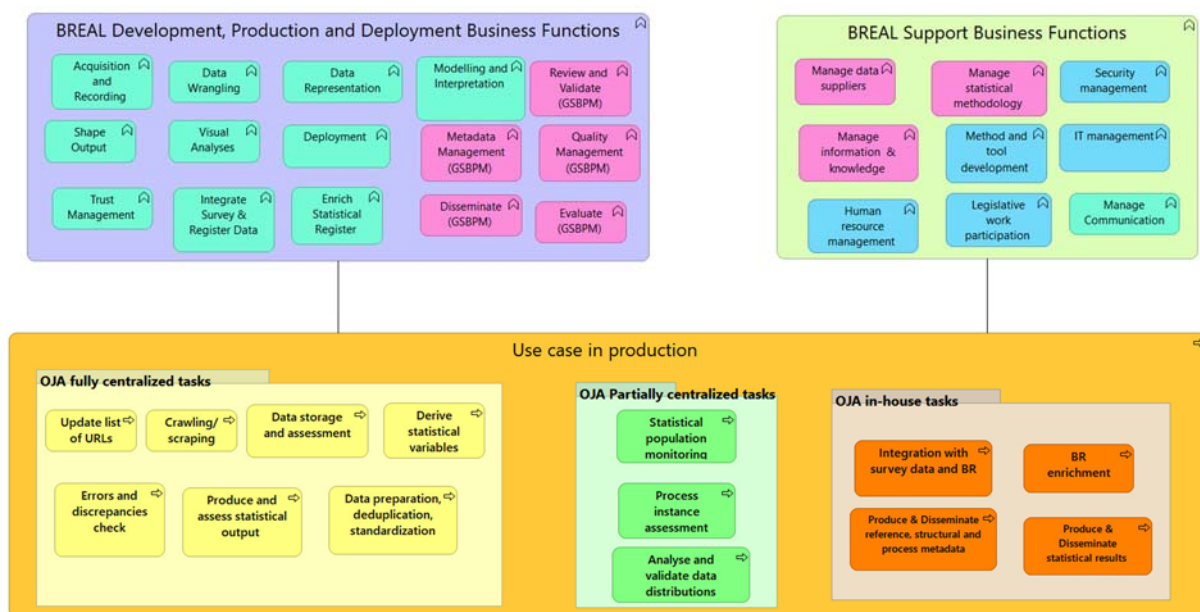 BREAL Development, Production and Deployment Business Functions
Acquisition
and
Recording
Data
Wrangling
Data
Representation
Modelling and
Interpretation
Review and
Validate
(GSBPM)
Shape
Output
Visual
Analyses
Deployment
Metadata
Management
(GSBPM)
Quality
Management
(GSBPM)
Trust
Management
Integrate
Survey &
Register Data
Enrich
Statistical
Register
Disseminate
(GSBPM)
Evaluate
(GSBPM)
BREAL Support Business Functions
Manage data
suppliers
Manage
statistical
methodology
Security
management
Manage
information &
knowledge
Method and
tool
development
IT management
Human
resource
management
Legislative
work
participation
Manage
Communication
Use case in production
OJA fully centralized tasks
Update list
of URLs
Crawling/
scraping
Data storage
and assessment
Derive
statistical
variables
Errors and
discrepancies
check
Produce and
assess statistical
output
Data preparation,
deduplication,
standardization
OJA Partially centralized tasks
Statistical
population
monitoring
Process
instance
assessment
Analyse and
validate data
distributions
OJA in-house tasks
Integration with
survey data and BR
BR
enrichment
Produce & Disseminate
reference, structural and
process metadata
Produce &
Disseminate
statistical results